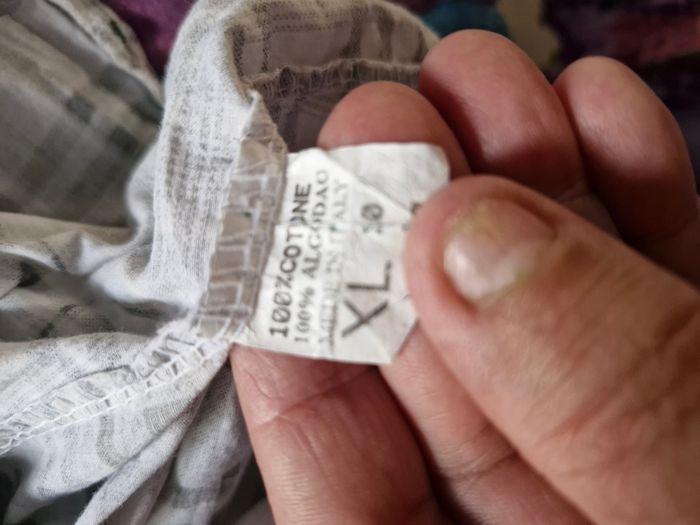 100%COTONE
100% ALGODAO
MADE IN ITALY
XL